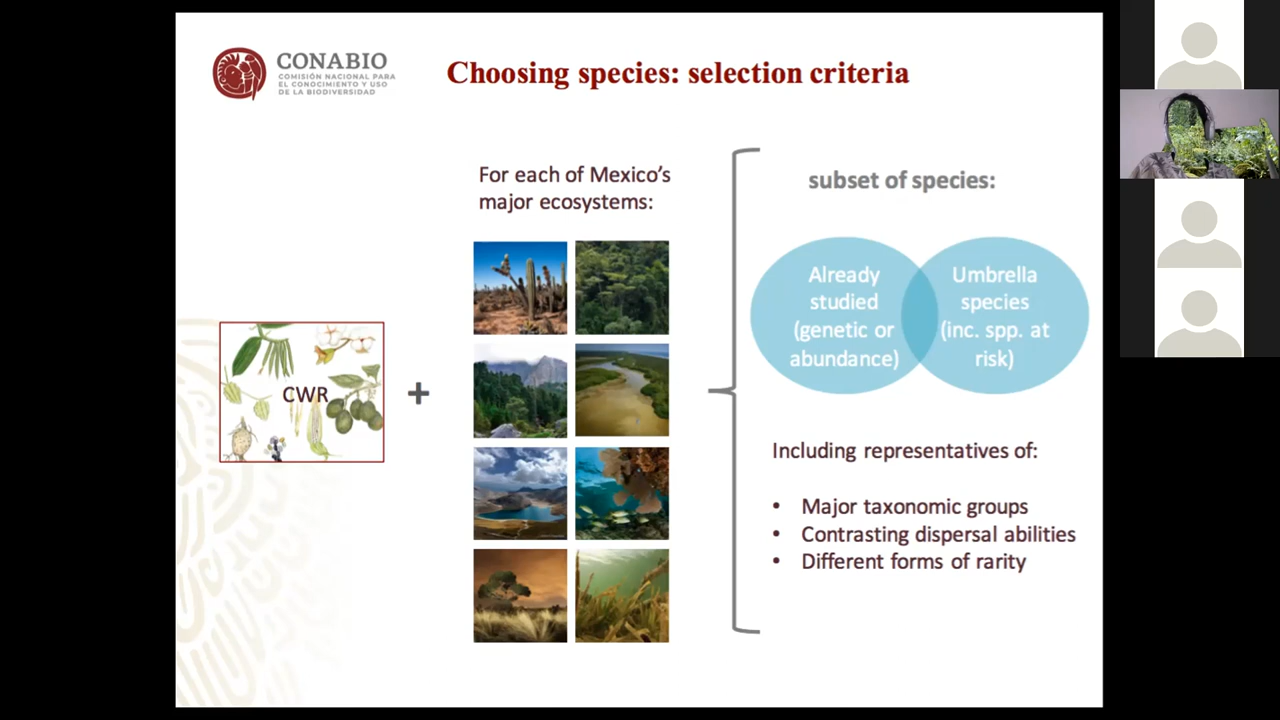 CONABIO
COMISIÓN NACIONAL PARA
EL CONOCIMIENTO Y USO
DE LA BIODIVERSIDAD
Choosing species: selection criteria
For each of Mexico's
major ecosystems:
CWR
+
subset of species:
Already
studied
(genetic or
abundance)
Umbrella
species
(inc. spp. at
risk)
Including representatives of:
• Major taxonomic groups
• Contrasting dispersal abilities
• Different forms of rarity